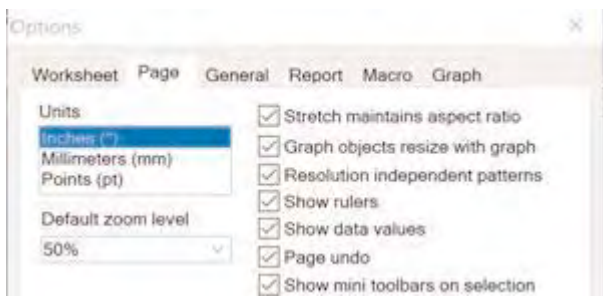 Options
Worksheet Page General Report Macro Graph
Units
Inches (")
Millimeters (mm)
Points (pt)
Default zoom level
50%
Stretch maintains aspect ratio
Graph objects resize with graph
Resolution independent patterns
Show rulers
Show data values
Page undo
Show mini toolbars on selection